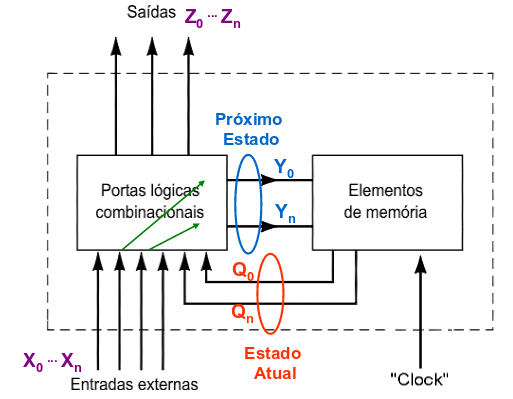 Saídas
Z0 ... Zn
Próximo
Estado
Y0
Portas lógicas
combinacionais
Elementos
de memória
Yn
Q0
Qn
Estado
Atual
X0 ... Xn
Entradas externas
"Clock"